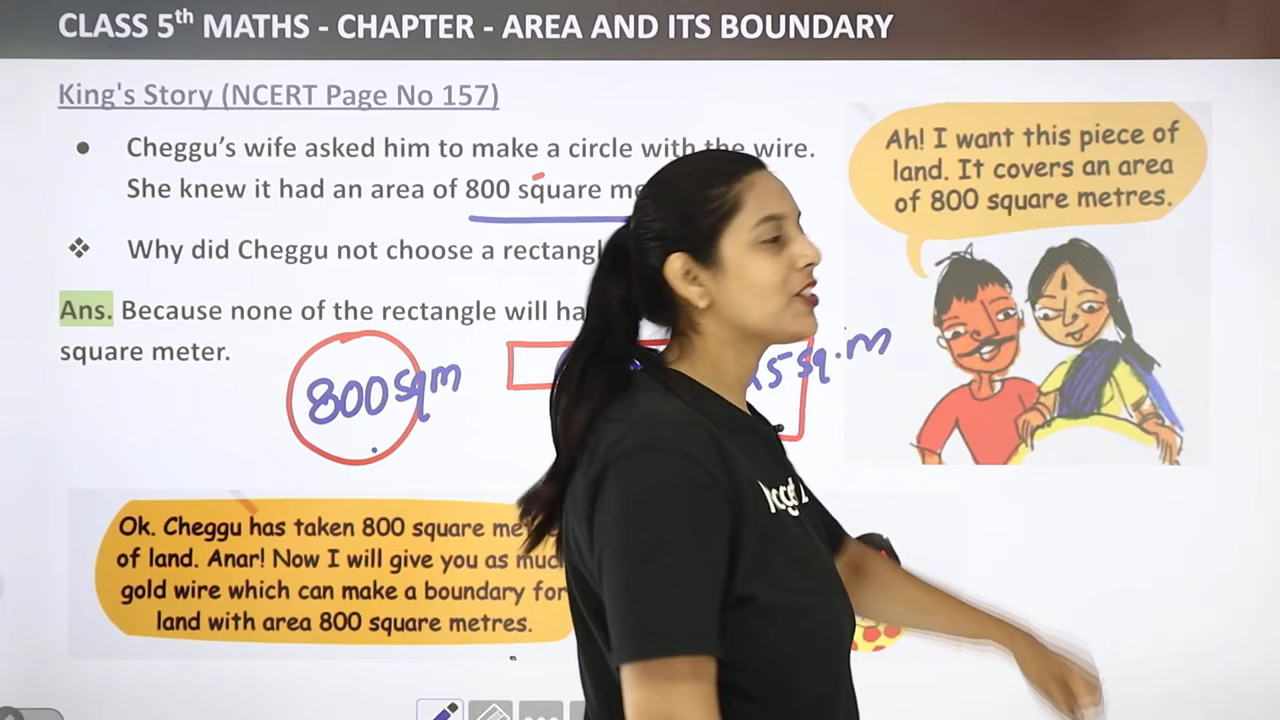 CLASS 5th MATHS - CHAPTER - AREA AND ITS BOUNDARY
King's Story (NCERT Page No 157)
Cheggu's wife asked him to make a circle with the wire.
She knew it had an area of 800 square
Why did Cheggu not choose a
Ans. Because none of the rectangle will
square meter.
800 sq m
5 sq.m
Ah! I want this piece of
land. It covers an area
of 800 square metres.
Ok. Cheggu has taken 800 square
of land. Anar! Now I will give you as
gold wire which can make a boundary for
land with area 800 square metres.